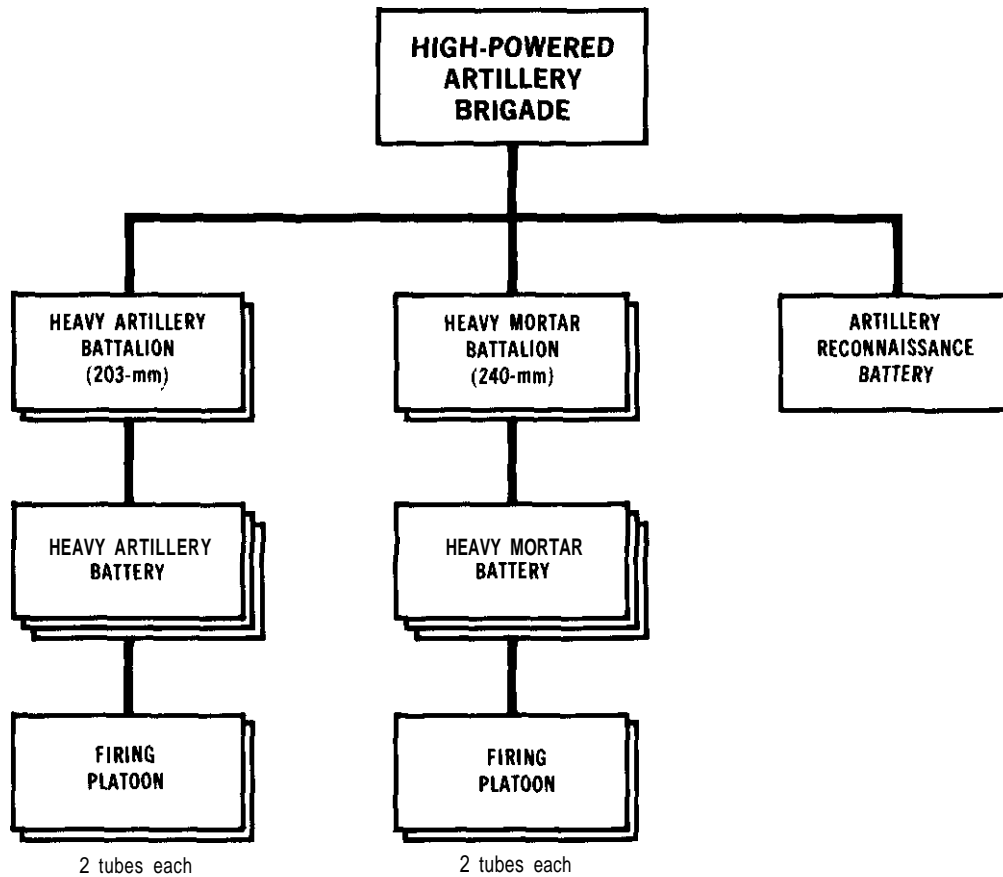 HIGH-POWERED
ARTILLERY
BRIGADE
HEAVY ARTILLERY
BATTALION
(203-mm)
HEAVY MORTAR
BATTALION
(240-mm)
ARTILLERY
RECONNAISSANCE
BATTERY
HEAVY ARTILLERY
BATTERY
HEAVY MORTAR
BATTERY
FIRING
PLATOON
FIRING
PLATOON
2 tubes each
2 tubes each